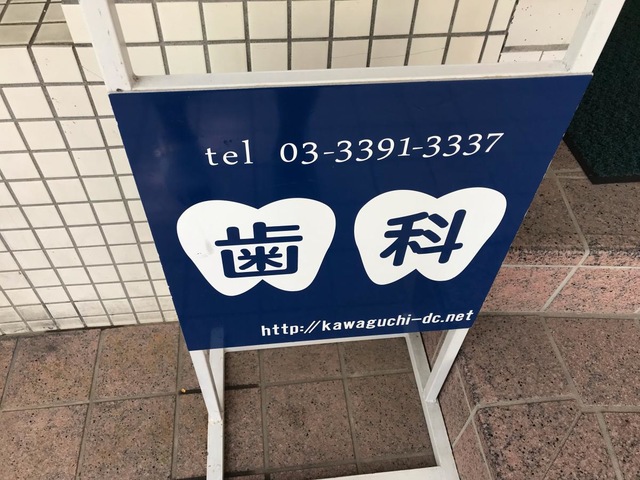 tel 03-3391-3337
歯科
http://kawaguchi-dc.net